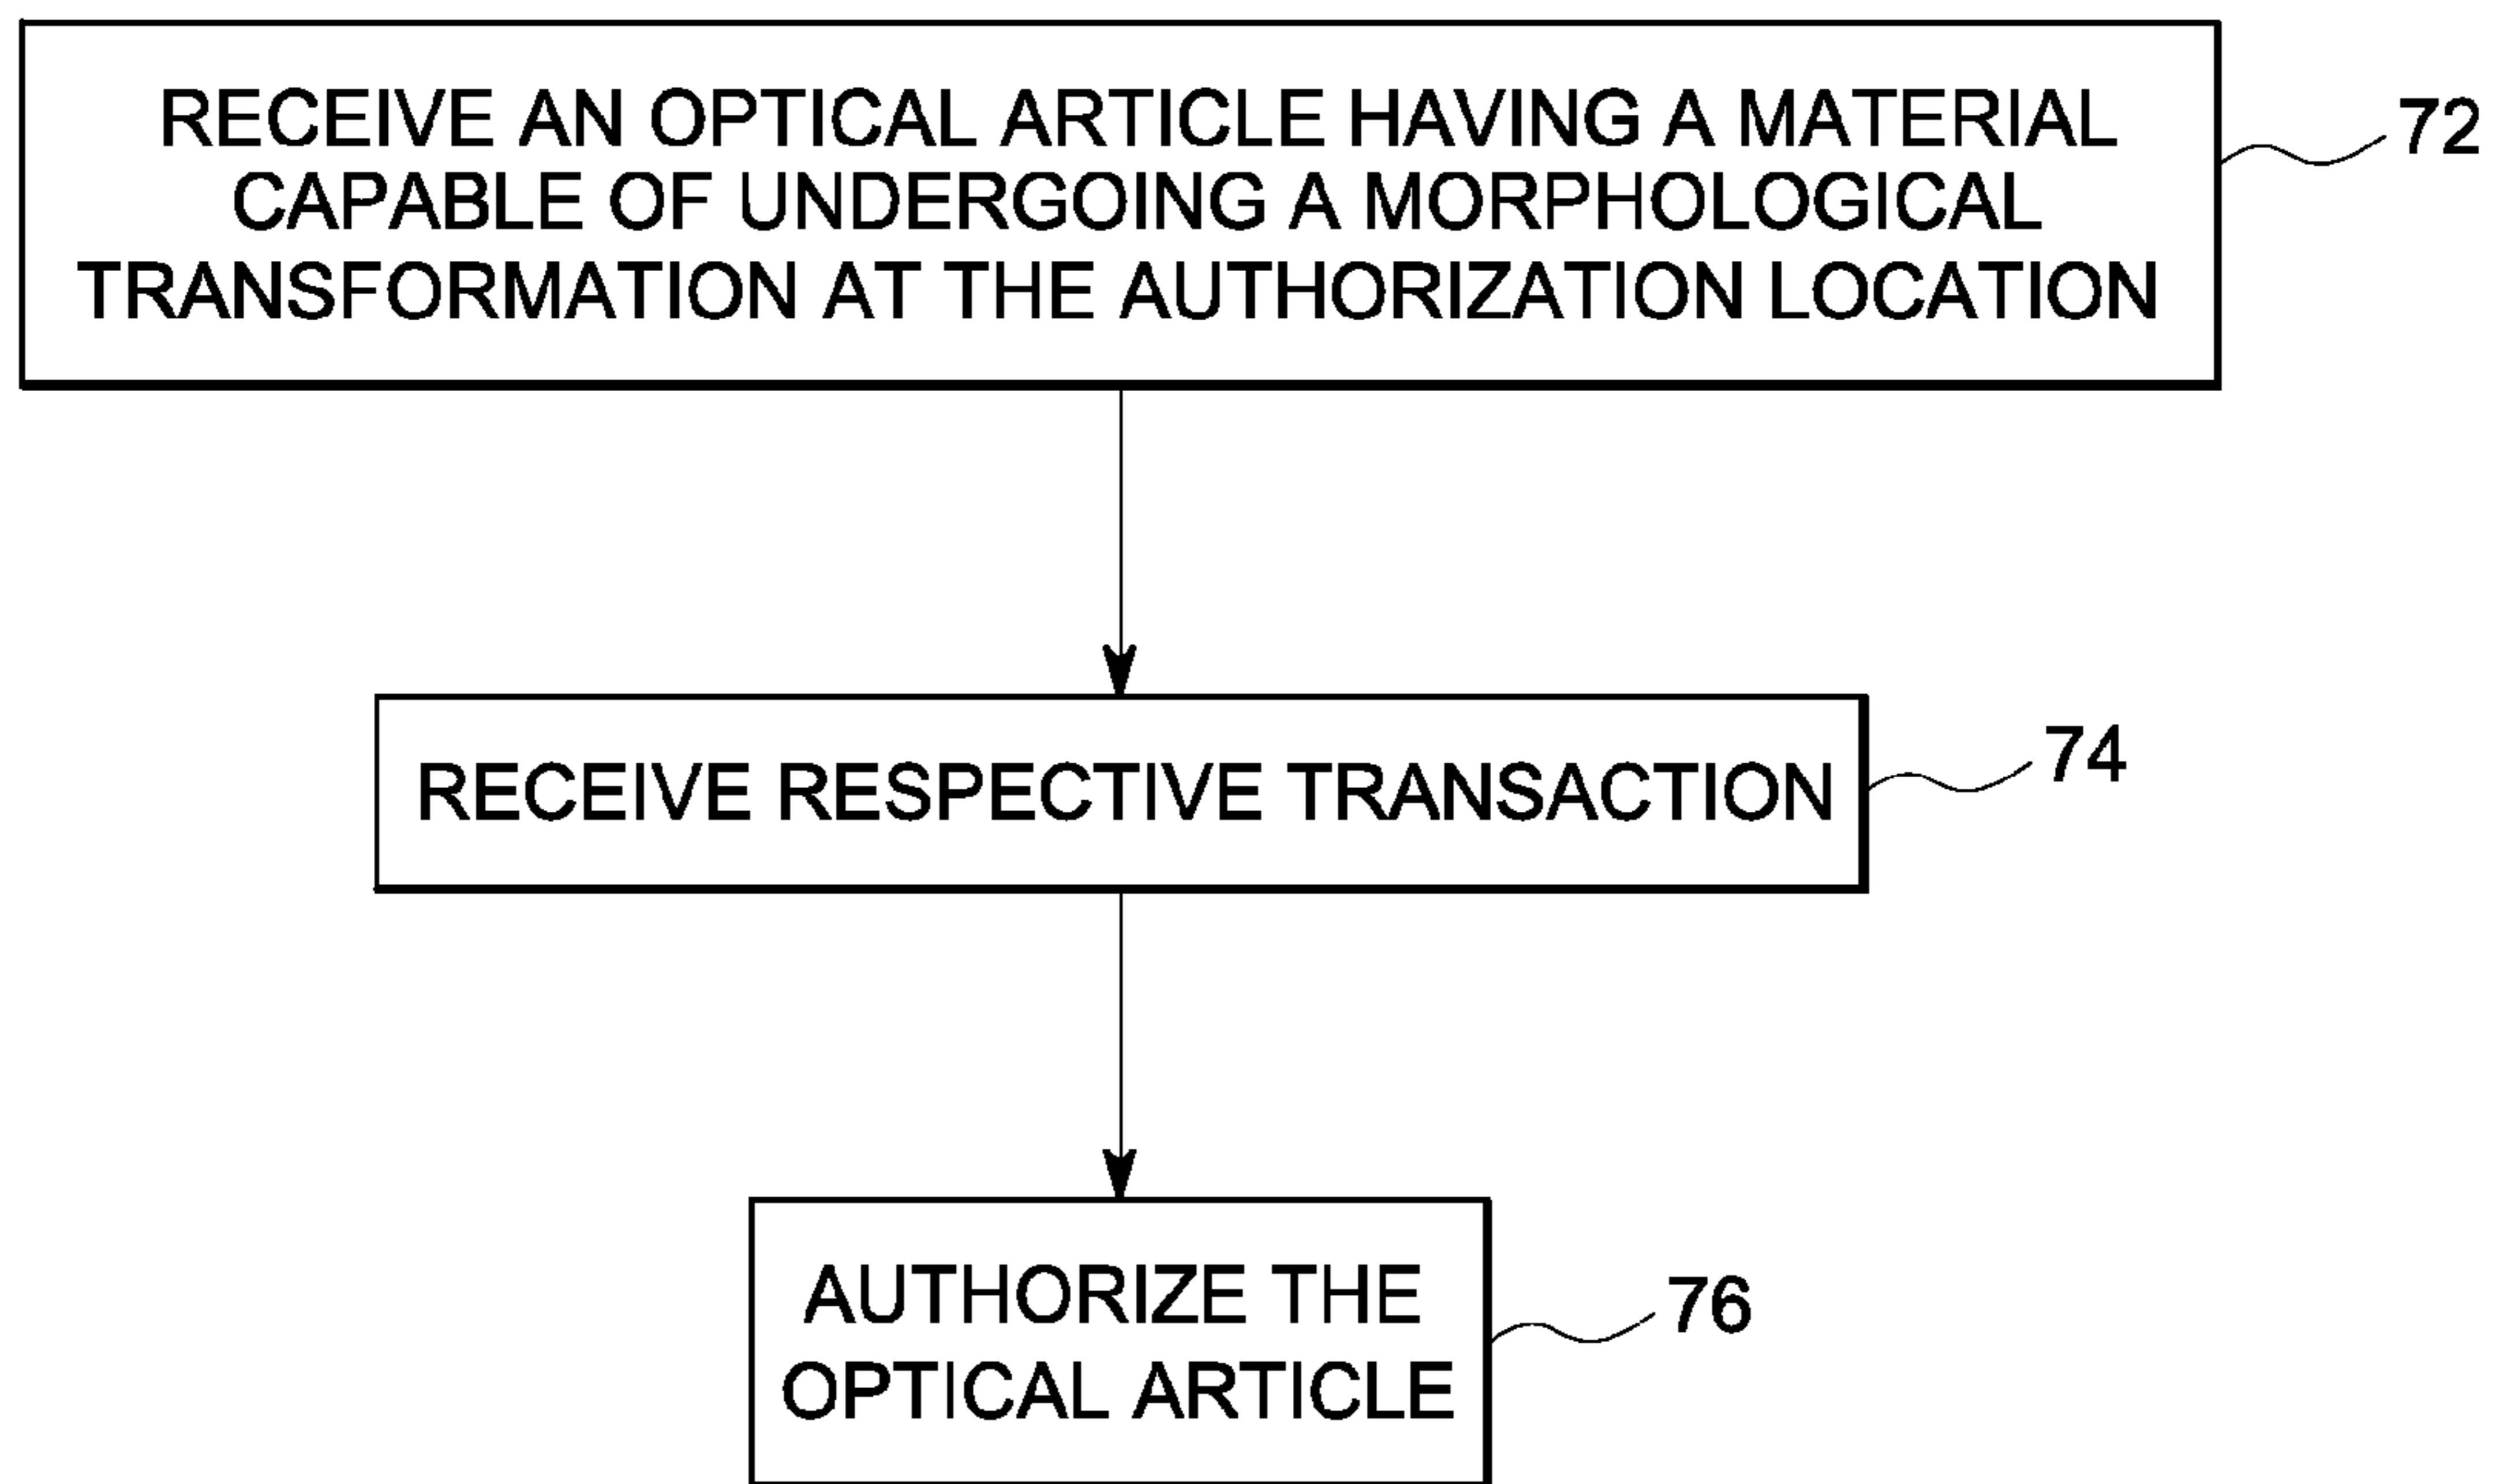 RECEIVE AN OPTICAL ARTICLE HAVING A MATERIAL
CAPABLE OF UNDERGOING A MORPHOLOGICAL
TRANSFORMATION AT THE AUTHORIZATION LOCATION
72
RECEIVE RESPECTIVE TRANSACTION
74
AUTHORIZE THE
OPTICAL ARTICLE
76